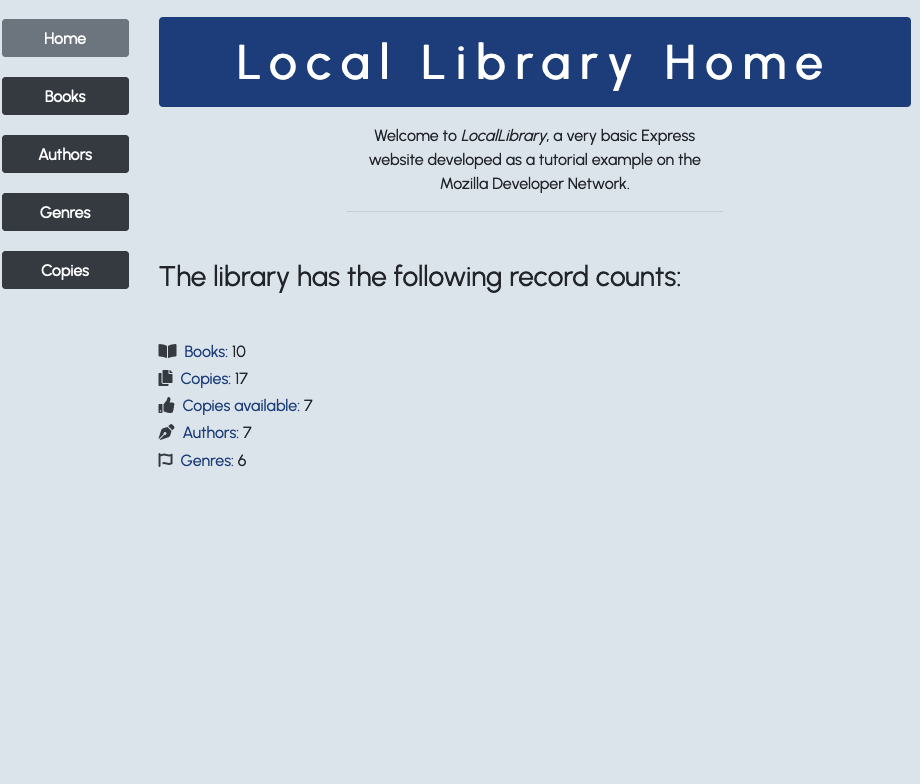 Home
Books
Authors
Genres
Copies
Local Library Home
Welcome to LocalLibrary, a very basic Express
website developed as a tutorial example on the
Mozilla Developer Network.
The library has the following record counts:
Books: 10
Copies: 17
Copies available: 7
Authors: 7
Genres: 6